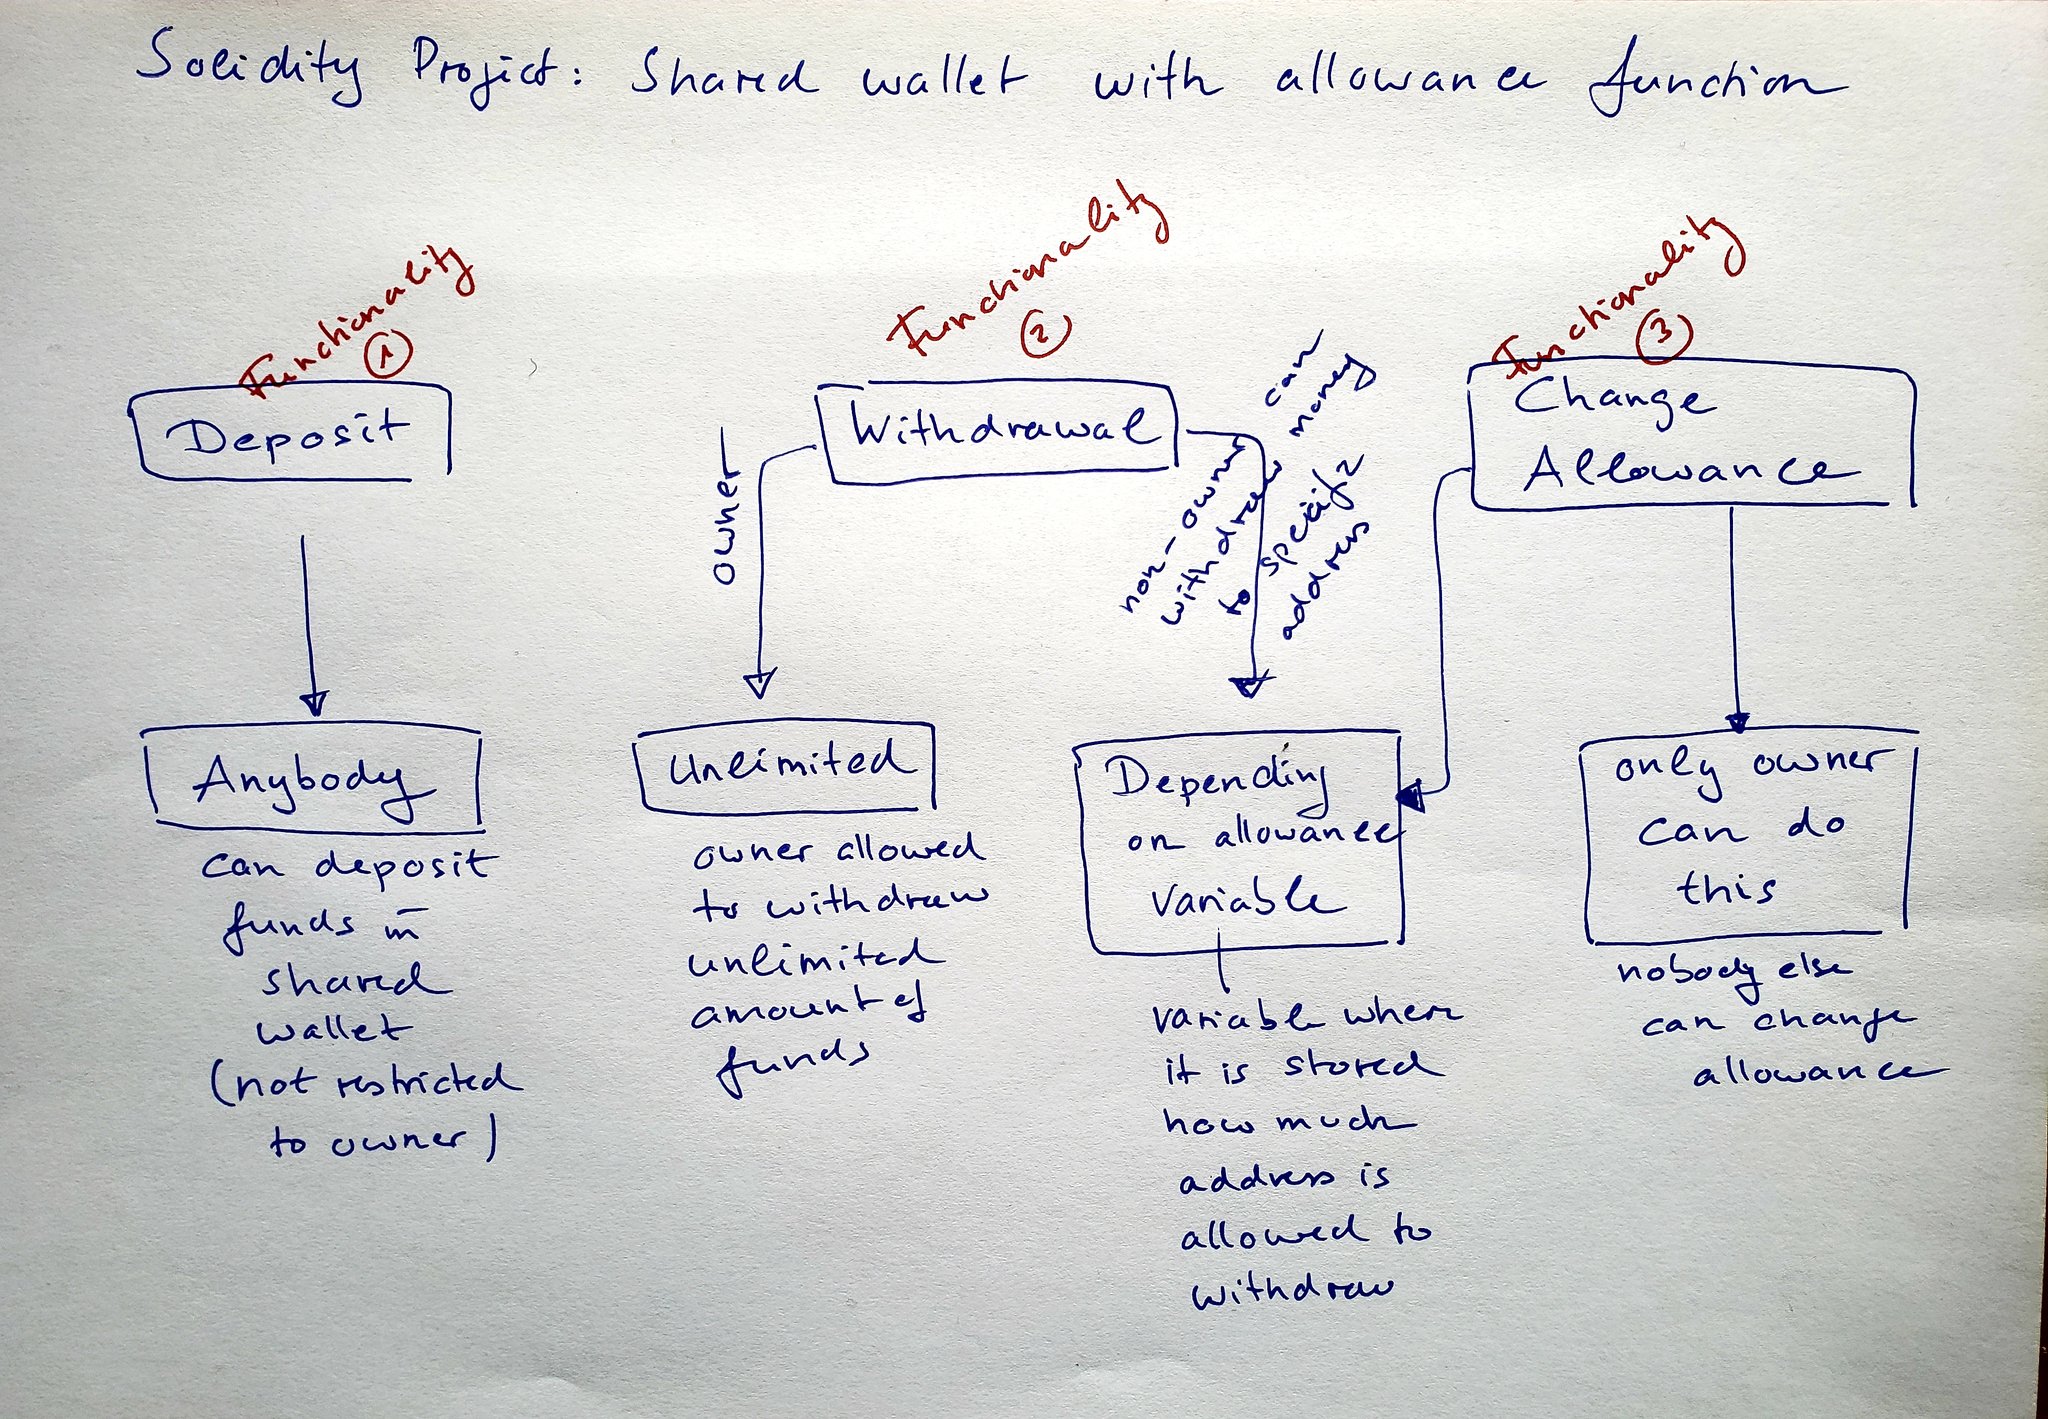 Solidity Project: Shared wallet with allowance function
Functionality
1
Deposit
Anybody
can deposit
funds in
shared
wallet
(not restricted
to owner)
Functionality
2
Withdrawal
owner
Unlimited
owner allowed
to withdraw
unlimited
amount of
funds
non-owner can
withdraw money
to specific
address
Depending
on allowance
variable
variable where
it is stored
how much
address is
allowed to
withdraw
Functionality
3
Change
Allowance
only owner
can do
this
nobody else
can change
allowance